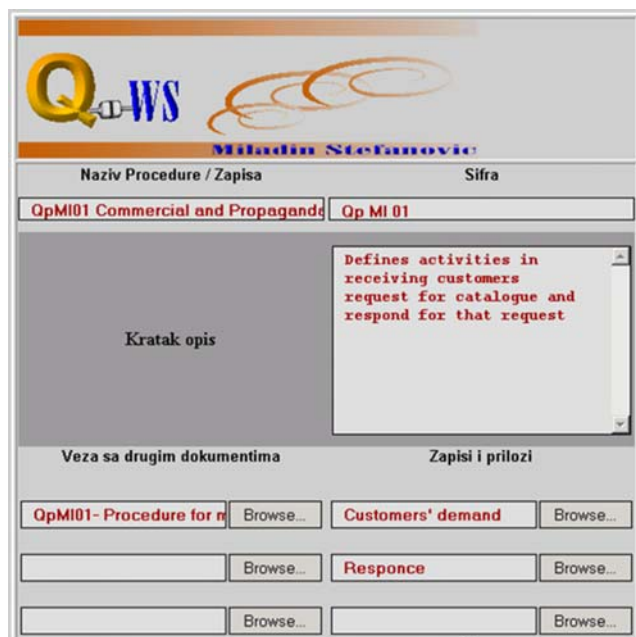 Q WS
Miladin Stefanovic
Naziv Procedure / Zapisa Sifra
QpMI01 Commercial and Propagande Qp MI 01
Kratak opis
Defines activities in
receiving customers
request for catalogue and
respond for that request
Veza sa drugim dokumentima Zapisi i prilozi
QpMI01- Procedure for Browse... Customers' demand Browse...
Browse... Responce Browse...
Browse... Browse...